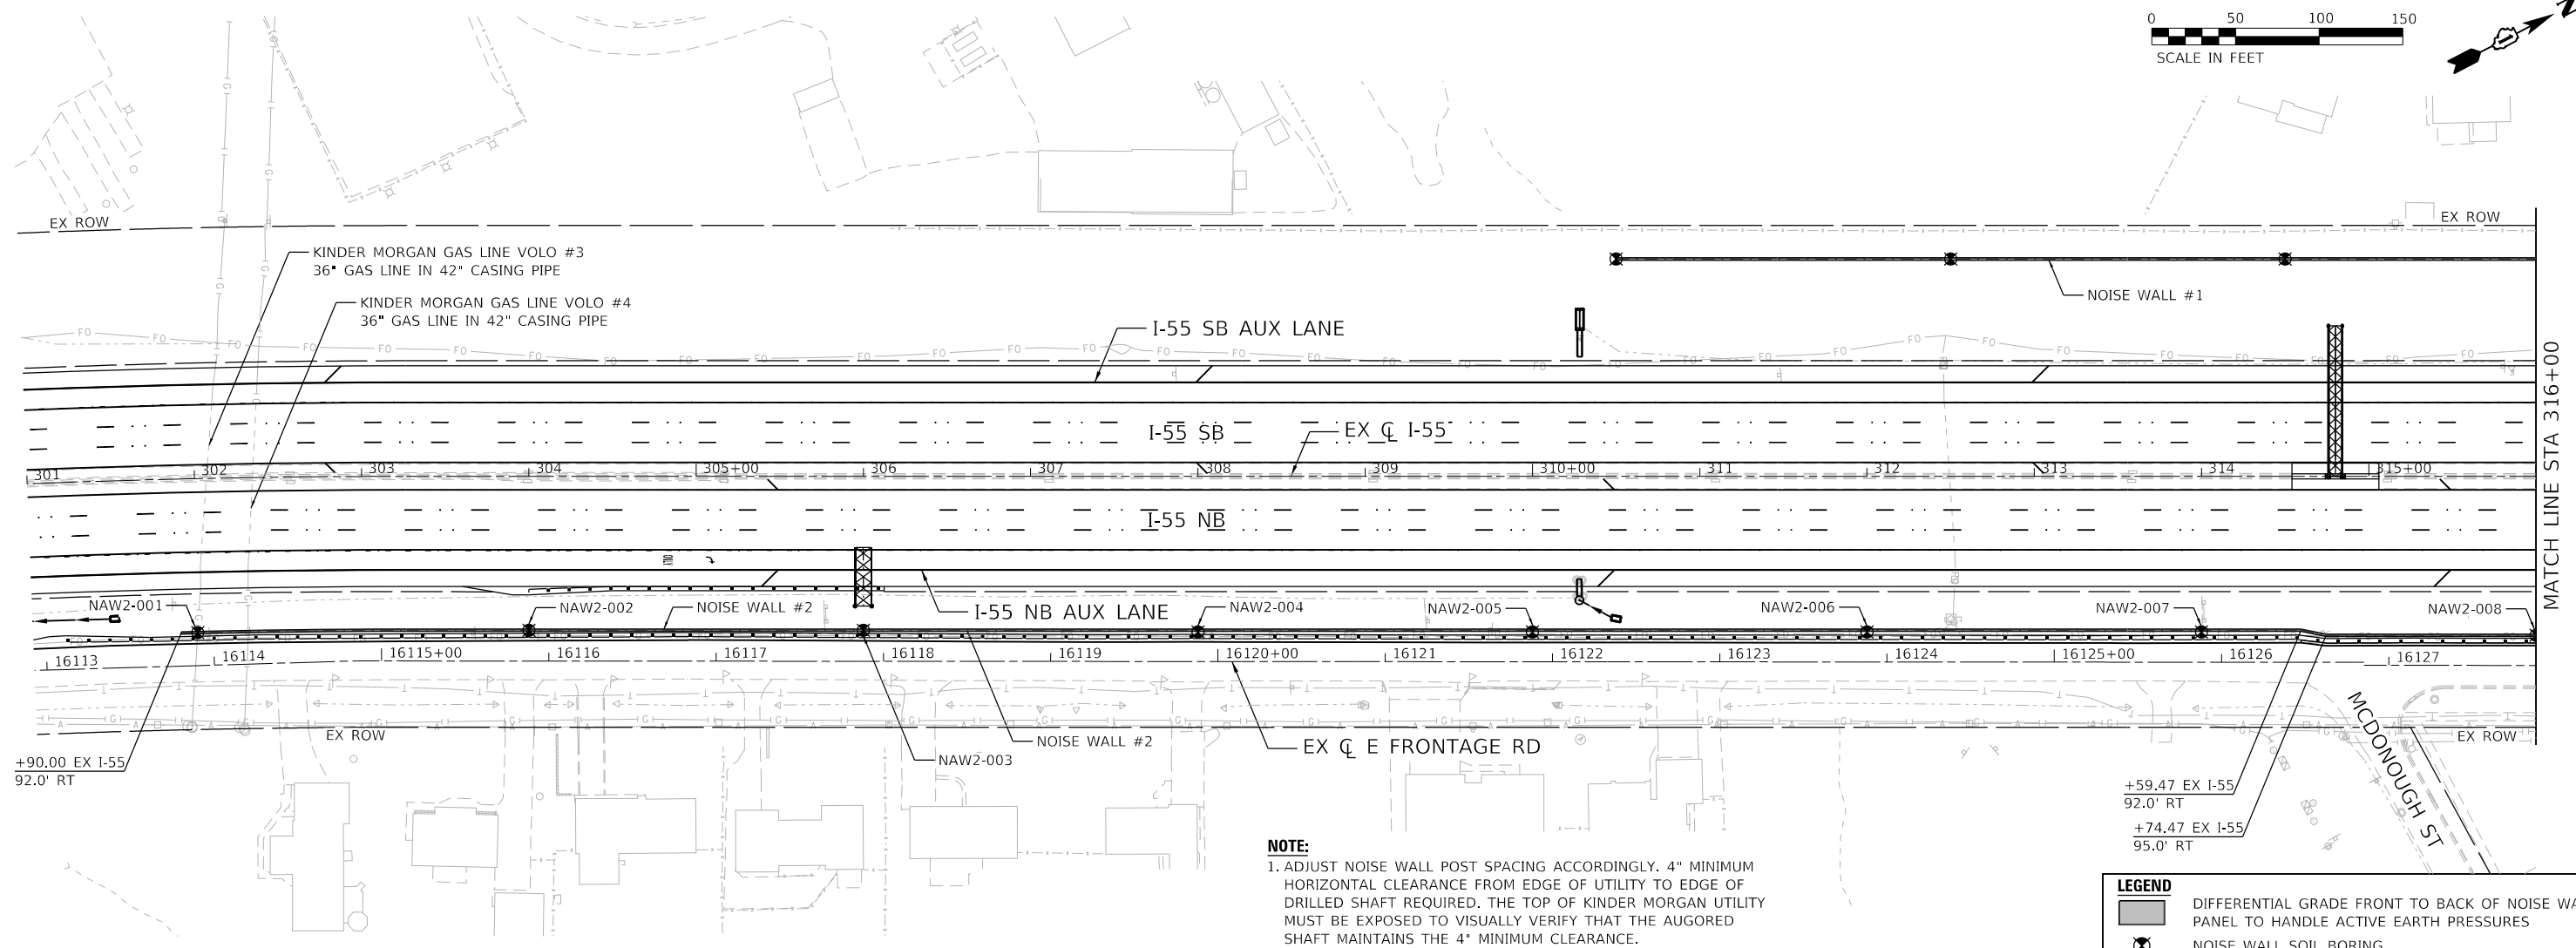 0 50 100 150
SCALE IN FEET
N
EX ROW
EX ROW
KINDER MORGAN GAS LINE VOLO #3
36" GAS LINE IN 42" CASING PIPE
KINDER MORGAN GAS LINE VOLO #4
36" GAS LINE IN 42" CASING PIPE
NOISE WALL #1
I-55 SB AUX LANE
I-55 SB
EX ℄ I-55
301 302 303 304 305+00 306 307 308 309 310+00 311 312 313 314 315+00
MATCH LINE STA 316+00
I-55 NB
ONLY
I-55 NB AUX LANE
NAW2-001
NAW2-002
NOISE WALL #2
NAW2-004
NAW2-005
NAW2-006
NAW2-007
NAW2-008
16113 16114 16115+00 16116 16117 16118 16119 16120+00 16121 16122 16123 16124 16125+00 16126 16127
EX ROW
NOISE WALL #2
NAW2-003
EX ℄ E FRONTAGE RD
EX ROW
MCDONOUGH ST
+90.00 EX I-55
92.0' RT
+59.47 EX I-55
92.0' RT
+74.47 EX I-55
95.0' RT
NOTE:
1. ADJUST NOISE WALL POST SPACING ACCORDINGLY. 4" MINIMUM
HORIZONTAL CLEARANCE FROM EDGE OF UTILITY TO EDGE OF
DRILLED SHAFT REQUIRED. THE TOP OF KINDER MORGAN UTILITY
MUST BE EXPOSED TO VISUALLY VERIFY THAT THE AUGORED
SHAFT MAINTAINS THE 4" MINIMUM CLEARANCE.
LEGEND
DIFFERENTIAL GRADE FRONT TO BACK OF NOISE WA
PANEL TO HANDLE ACTIVE EARTH PRESSURES
NOISE WALL SOIL BORING